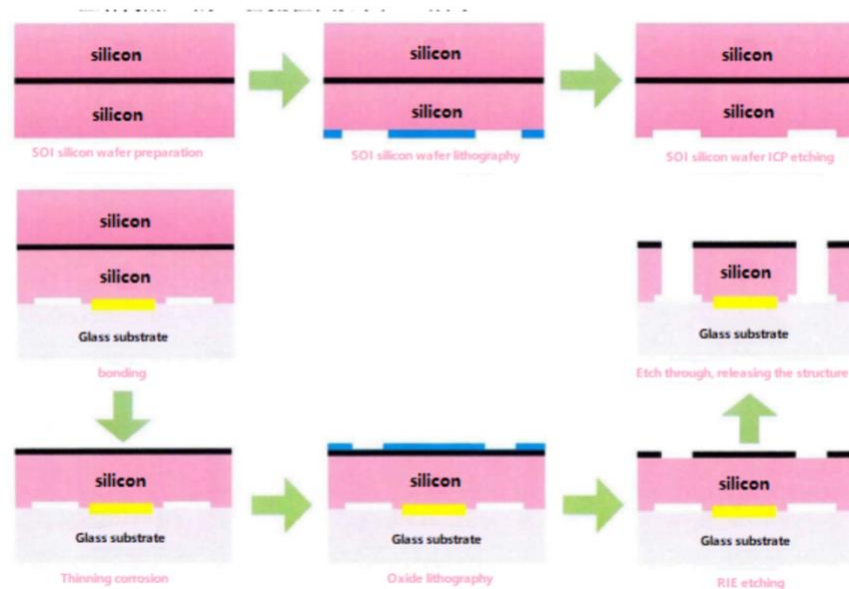 silicon
silicon
SOI silicon wafer preparation
silicon
silicon
SOI silicon wafer lithography
silicon
silicon
SOI silicon wafer ICP etching
silicon
silicon
Glass substrate
bonding
silicon
Glass substrate
Etch through, releasing the structure
silicon
Glass substrate
Thinning corrosion
silicon
Glass substrate
Oxide lithography
silicon
Glass substrate
RIE etching